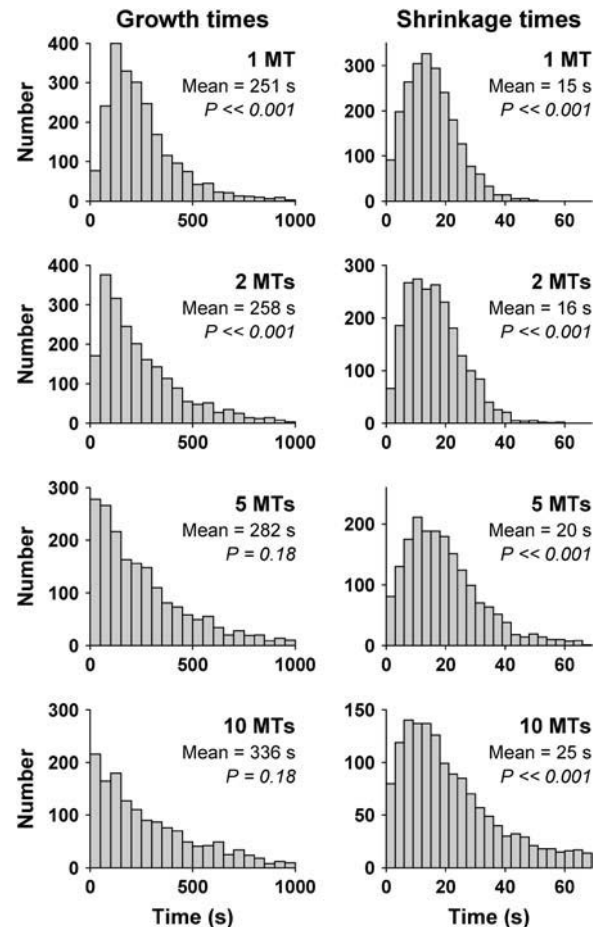 Growth times
Shrinkage times
400
300
200
100
0
Number
1 MT
Mean = 251 s
P << 0.001
0 500 1000
300
200
100
0
1 MT
Mean = 15 s
P << 0.001
0 20 40 60
400
300
200
100
0
Number
2 MTs
Mean = 258 s
P << 0.001
0 500 1000
300
200
100
0
2 MTs
Mean = 16 s
P << 0.001
0 20 40 60
300
200
100
0
Number
5 MTs
Mean = 282 s
P = 0.18
0 500 1000
200
100
0
5 MTs
Mean = 20 s
P << 0.001
0 20 40 60
300
200
100
0
Number
10 MTs
Mean = 336 s
P = 0.18
0 500 1000
Time (s)
150
100
50
0
10 MTs
Mean = 25 s
P << 0.001
0 20 40 60
Time (s)